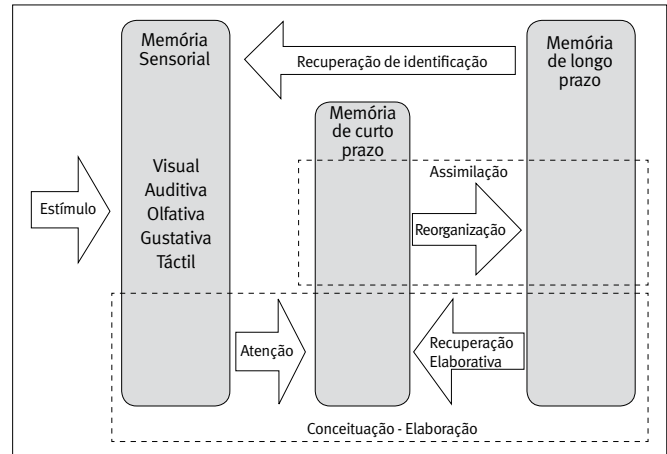 Memória
Sensorial
Recuperação de identificação
Memória
de longo
prazo
Memória
de curto
prazo
Visual
Auditiva
Olfativa
Gustativa
Táctil
Estímulo
Assimilação
Reorganização
Atenção
Recuperação
Elaborativa
Conceituação - Elaboração